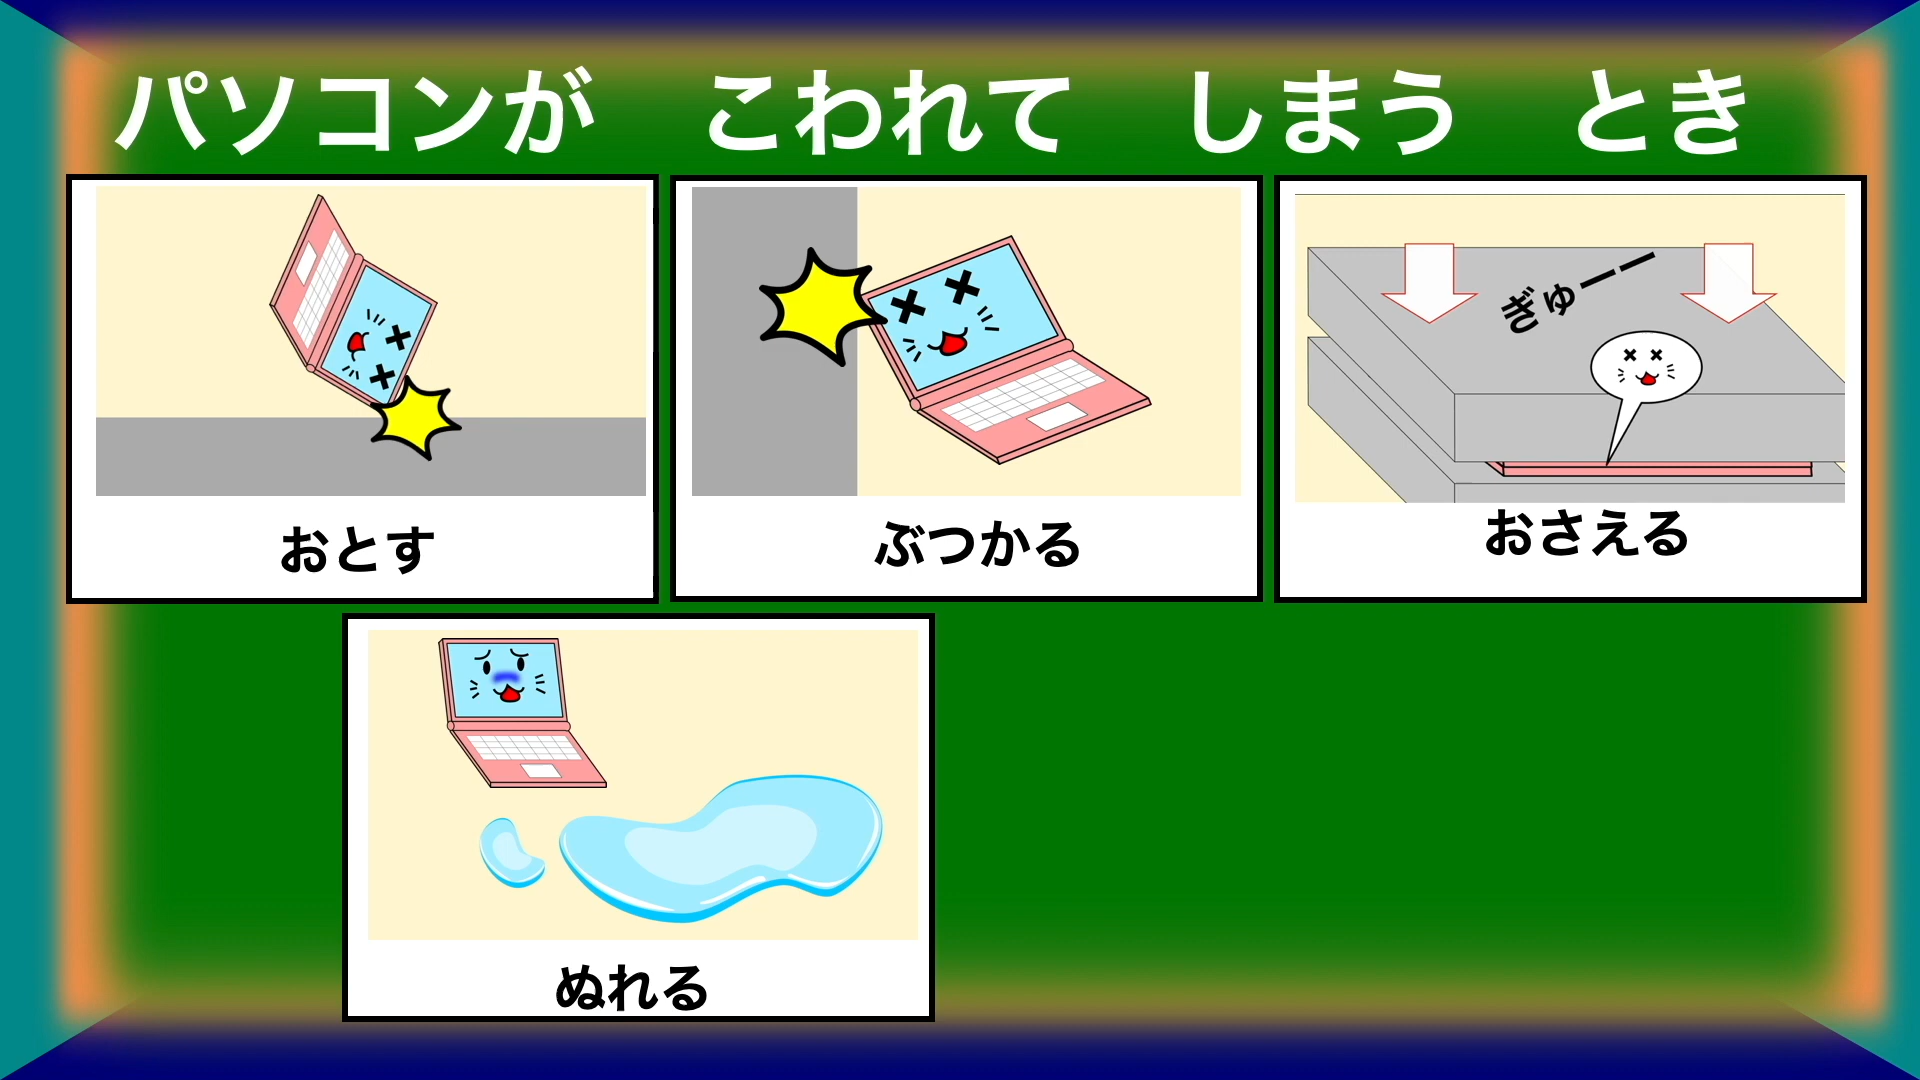 パソコンが　こわれて　しまう　とき
おとす
ぶつかる
ぎゅーー
おさえる
ぬれる